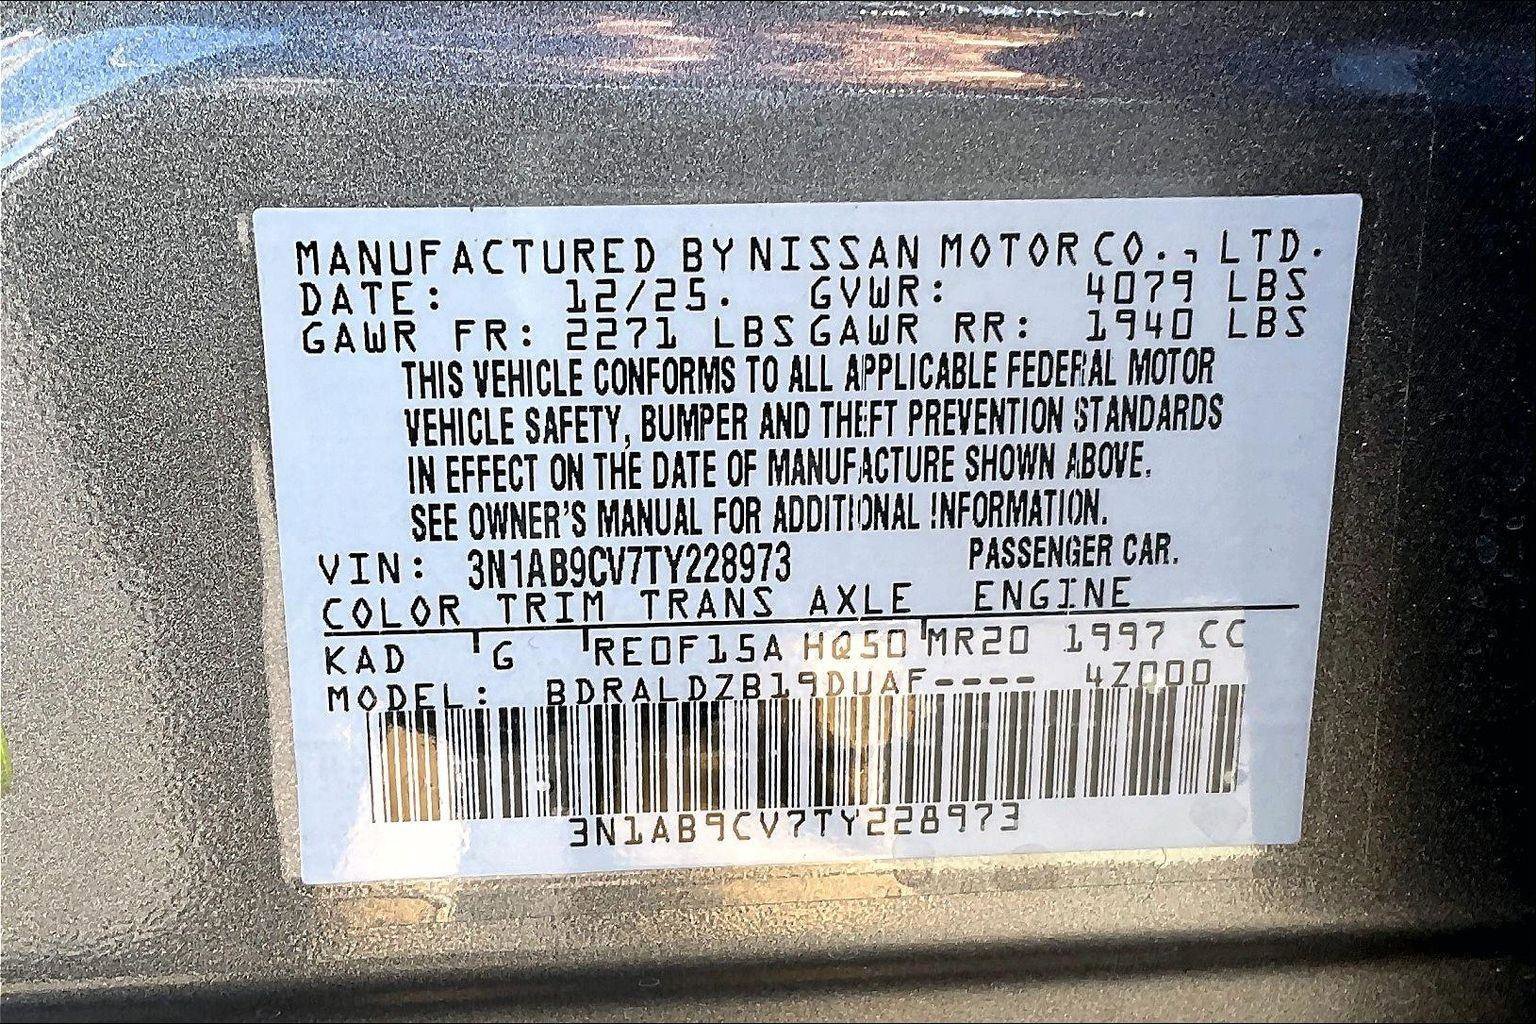 MANUFACTURED BY NISSAN MOTOR CO., LTD.
DATE: 12/25. GVWR: 4079 LBS
GAWR FR: 2271 LBS GAWR RR: 1940 LBS
THIS VEHICLE CONFORMS TO ALL APPLICABLE FEDERAL MOTOR
VEHICLE SAFETY, BUMPER AND THEFT PREVENTION STANDARDS
IN EFFECT ON THE DATE OF MANUFACTURE SHOWN ABOVE.
SEE OWNER'S MANUAL FOR ADDITIONAL INFORMATION.
VIN: 3N1AB9CV7TY228973 PASSENGER CAR.
COLOR TRIM TRANS AXLE ENGINE
KAD G RE0F15A HQ50 MR20 1997 CC
MODEL: BDRALDZB19DUAF---- 4Z000
3N1AB9CV7TY228973